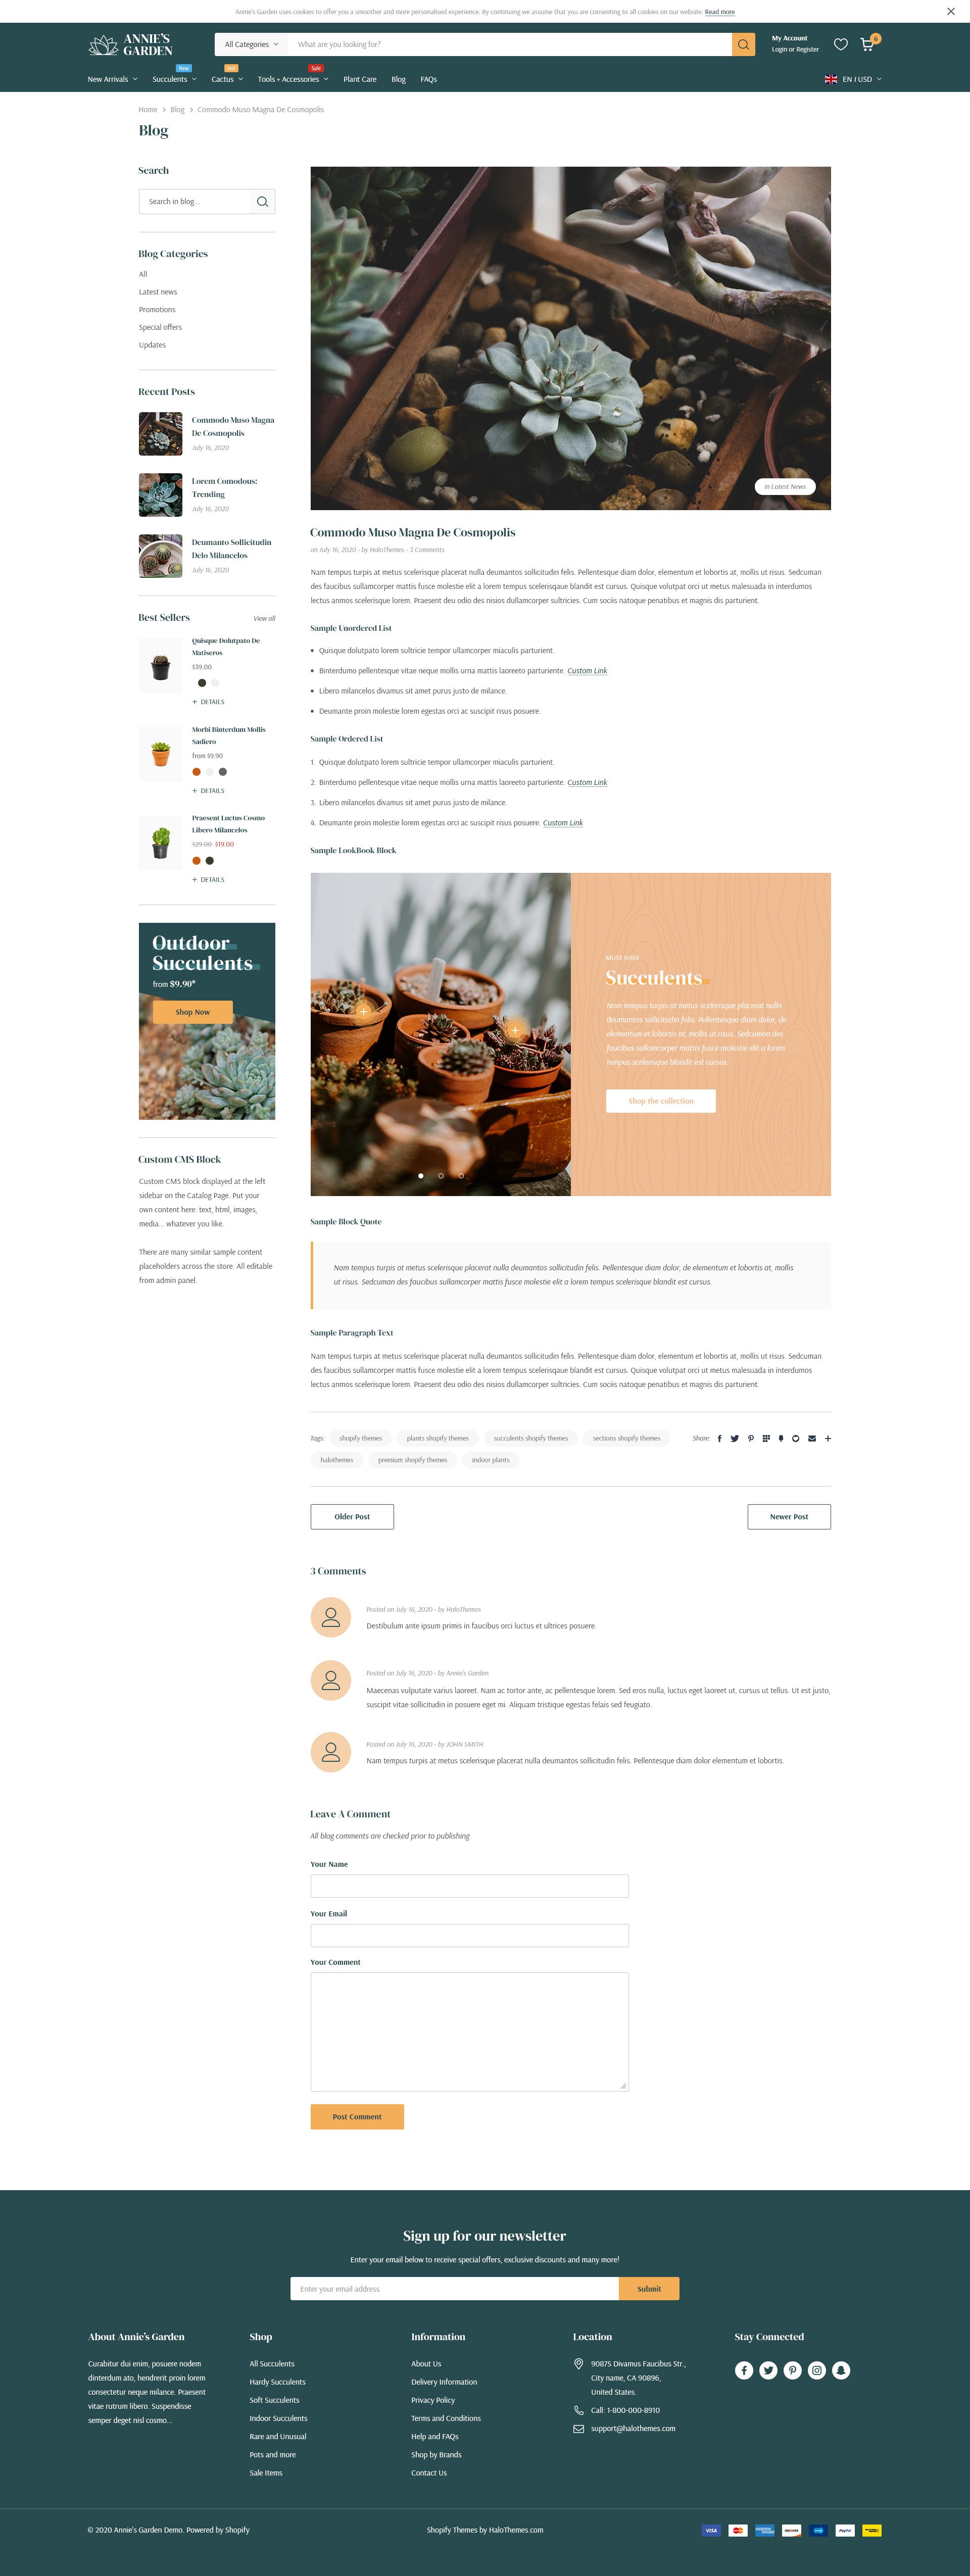 Annie's Garden uses cookies to offer you a smoother and more personalised experience. By continuing we assume that you are consenting to all cookies on our website. Read more
ANNIE'S
GARDEN
All Categories
What are you looking for?
My Account
Login or Register
6
New Arrivals
New
Succulents
Hot
Cactus
Sale
Tools + Accessories
Plant Care
Blog
FAQs
EN / USD
Home > Blog > Commodo Muso Magna De Cosmopolis
Blog
Search
Search in blog...
Blog Categories
All
Latest news
Promotions
Special offers
Updates
Recent Posts
Commodo Muso Magna
De Cosmopolis
July 16, 2020
Lorem Comodous:
Trending
July 16, 2020
Deumanto Sollicitudin
Delo Milancelos
July 16, 2020
Best Sellers
View all
Quisque Dolutpato De
Matiseros
$39.00
+ DETAILS
Morbi Binterdum Mollis
Sadiero
from $9.90
+ DETAILS
Praesent Luctus Cosmo
Libero Milancelos
$29.00 $19.00
+ DETAILS
Outdoor
Succulents
from $9.90*
Shop Now
Custom CMS Block
Custom CMS block displayed at the left
sidebar on the Catalog Page. Put your
own content here: text, html, images,
media... whatever you like.
There are many similar sample content
placeholders across the store. All editable
from admin panel.
in Latest News
Commodo Muso Magna De Cosmopolis
on July 16, 2020 - by HaloThemes - 3 Comments
Nam tempus turpis at metus scelerisque placerat nulla deumantos sollicitudin felis. Pellentesque diam dolor, elementum et lobortis at, mollis ut risus. Sedcuman
des faucibus sullamcorper mattis fusce molestie elit a lorem tempus scelerisqaue blandit est cursus. Quisque volutpat orci ut metus malesuada in interdumos
lectus anmos scelerisque lorem. Praesent deu odio des nisios dullamcorper sultricies. Cum sociis natoque penatibus et magnis dis parturient.
Sample Unordered List
• Quisque dolutpato lorem sultricie tempor ullamcorper miaculis parturient.
• Binterdumo pellentesque vitae neque mollis urna mattis laoreeto parturiente. Custom Link
• Libero milancelos divamus sit amet purus justo de milance.
• Deumante proin molestie lorem egestas orci ac suscipit risus posuere.
Sample Ordered List
1. Quisque dolutpato lorem sultricie tempor ullamcorper miaculis parturient.
2. Binterdumo pellentesque vitae neque mollis urna mattis laoreeto parturiente. Custom Link
3. Libero milancelos divamus sit amet purus justo de milance.
4. Deumante proin molestie lorem egestas orci ac suscipit risus posuere. Custom Link
Sample LookBook Block
MUST HAVE
Succulents
Nam tempus turpis at metus scelerisque placerat nulla
deumantos sollicitudin felis. Pellentesque diam dolor, de
elementum et lobortis at, mollis ut risus. Sedcuman des
faucibus sullamcorper mattis fusce molestie elit a lorem
tempus scelerisque blandit est cursus.
Shop the collection
Sample Block Quote
Nam tempus turpis at metus scelerisque placerat nulla deumantos sollicitudin felis. Pellentesque diam dolor, de elementum et lobortis at, mollis
ut risus. Sedcuman des faucibus sullamcorper mattis fusce molestie elit a lorem tempus scelerisque blandit est cursus.
Sample Paragraph Text
Nam tempus turpis at metus scelerisque placerat nulla deumantos sollicitudin felis. Pellentesque diam dolor, elementum et lobortis at, mollis ut risus. Sedcuman
des faucibus sullamcorper mattis fusce molestie elit a lorem tempus scelerisqaue blandit est cursus. Quisque volutpat orci ut metus malesuada in interdumos
lectus anmos scelerisque lorem. Praesent deu odio des nisios dullamcorper sultricies. Cum sociis natoque penatibus et magnis dis parturient.
Tags: shopify themes plants shopify themes succulents shopify themes sections shopify themes
halothemes premium shopify themes indoor plants
Share:
Older Post
Newer Post
3 Comments
Posted on July 16, 2020 - by HaloThemes
Destibulum ante ipsum primis in faucibus orci luctus et ultrices posuere.
Posted on July 16, 2020 - by Annie's Garden
Maecenas vulputate varius laoreet. Nam ac tortor ante, ac pellentesque lorem. Sed eros nulla, luctus eget laoreet ut, cursus ut tellus. Ut est justo,
suscipit vitae sollicitudin in posuere eget mi. Aliquam tristique egestas felais sed feugiato.
Posted on July 16, 2020 - by JOHN SMITH
Nam tempus turpis at metus scelerisque placerat nulla deumantos sollicitudin felis. Pellentesque diam dolor elementum et lobortis.
Leave A Comment
All blog comments are checked prior to publishing
Your Name
Your Email
Your Comment
Post Comment
Sign up for our newsletter
Enter your email below to receive special offers, exclusive discounts and many more!
Enter your email address
Submit
About Annie's Garden
Curabitur dui enim, posuere nodem
dinterdum ato, hendrerit proin lorem
consectetur neque milance. Praesent
vitae rutrum libero. Suspendisse
semper deget nisl cosmo...
Shop
All Succulents
Hardy Succulents
Soft Succulents
Indoor Succulents
Rare and Unusual
Pots and more
Sale Items
Information
About Us
Delivery Information
Privacy Policy
Terms and Conditions
Help and FAQs
Shop by Brands
Contact Us
Location
90875 Divamus Faucibus Str.,
City name, CA 90896,
United States.
Call: 1-800-000-8910
support@halothemes.com
Stay Connected
© 2020 Annie's Garden Demo. Powered by Shopify
Shopify Themes by HaloThemes.com
VISA
DISCOVER
PayPal